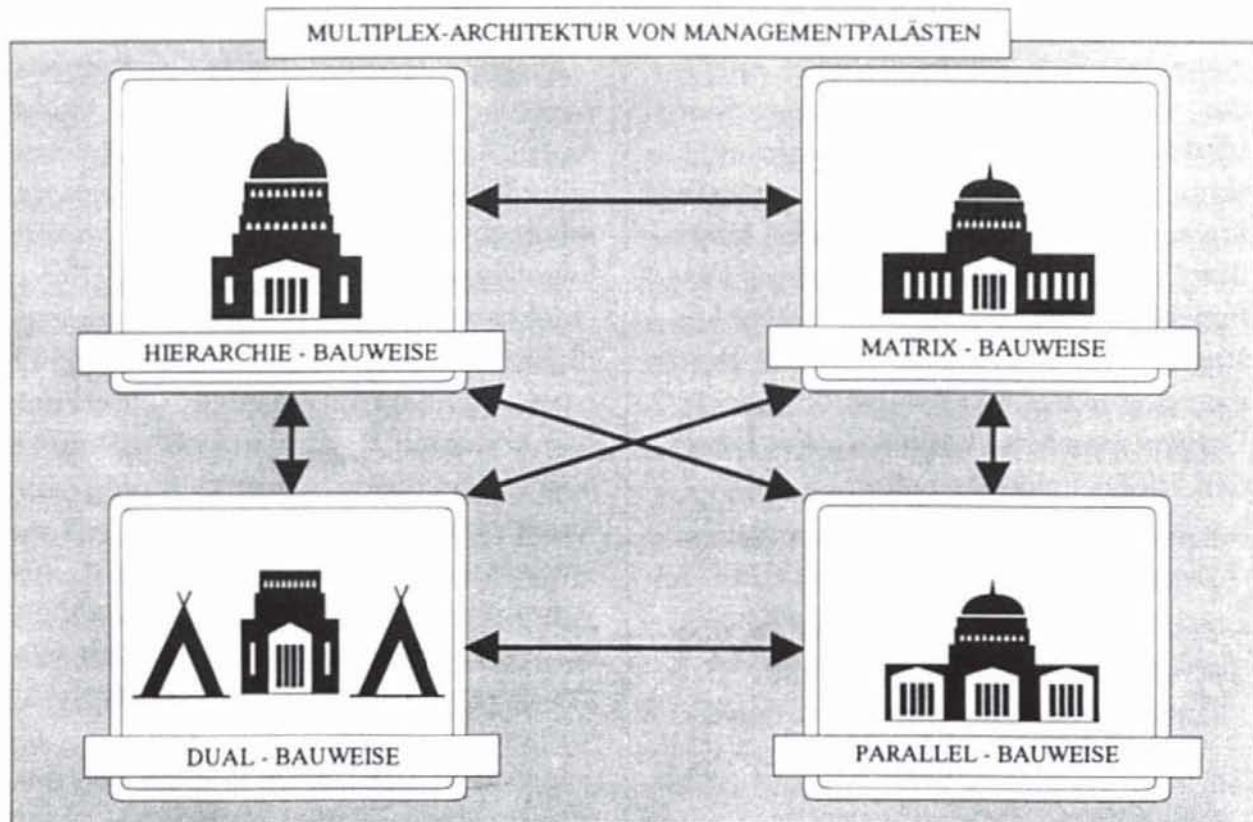 MULTIPLEX-ARCHITEKTUR VON MANAGEMENTPALÄSTEN
HIERARCHIE - BAUWEISE
MATRIX - BAUWEISE
DUAL - BAUWEISE
PARALLEL - BAUWEISE